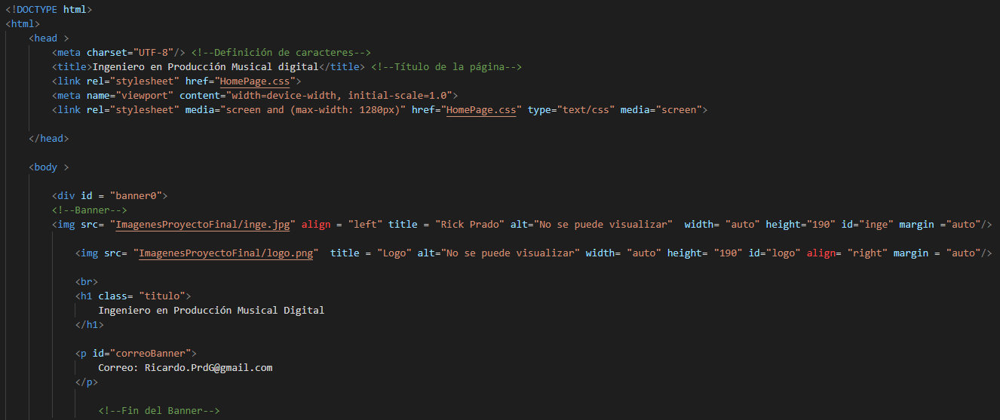 <!DOCTYPE html>
<html>
<head >
<meta charset="UTF-8"/> <!--Definición de caracteres-->
<title>Ingeniero en Producción Musical digital</title> <!--Título de la página-->
<link rel="stylesheet" href="HomePage.css">
<meta name="viewport" content="width=device-width, initial-scale=1.0">
<link rel="stylesheet" media="screen and (max-width: 1280px)" href="HomePage.css" type="text/css" media="screen">
</head>
<body >
<div id = "banner0">
<!--Banner-->
<img src= "ImagenesProyectoFinal/inge.jpg" align = "left" title = "Rick Prado" alt="No se puede visualizar"  width= "auto" height="190" id="inge" margin ="auto"/>
<img src= "ImagenesProyectoFinal/logo.png"  title = "Logo" alt="No se puede visualizar" width= "auto" height= "190" id="logo" align= "right" margin = "auto"/>
<br>
<h1 class= "titulo">
Ingeniero en Producción Musical Digital
</h1>
<p id="correoBanner">
Correo: Ricardo.PrdG@gmail.com
</p>
<!--Fin del Banner-->